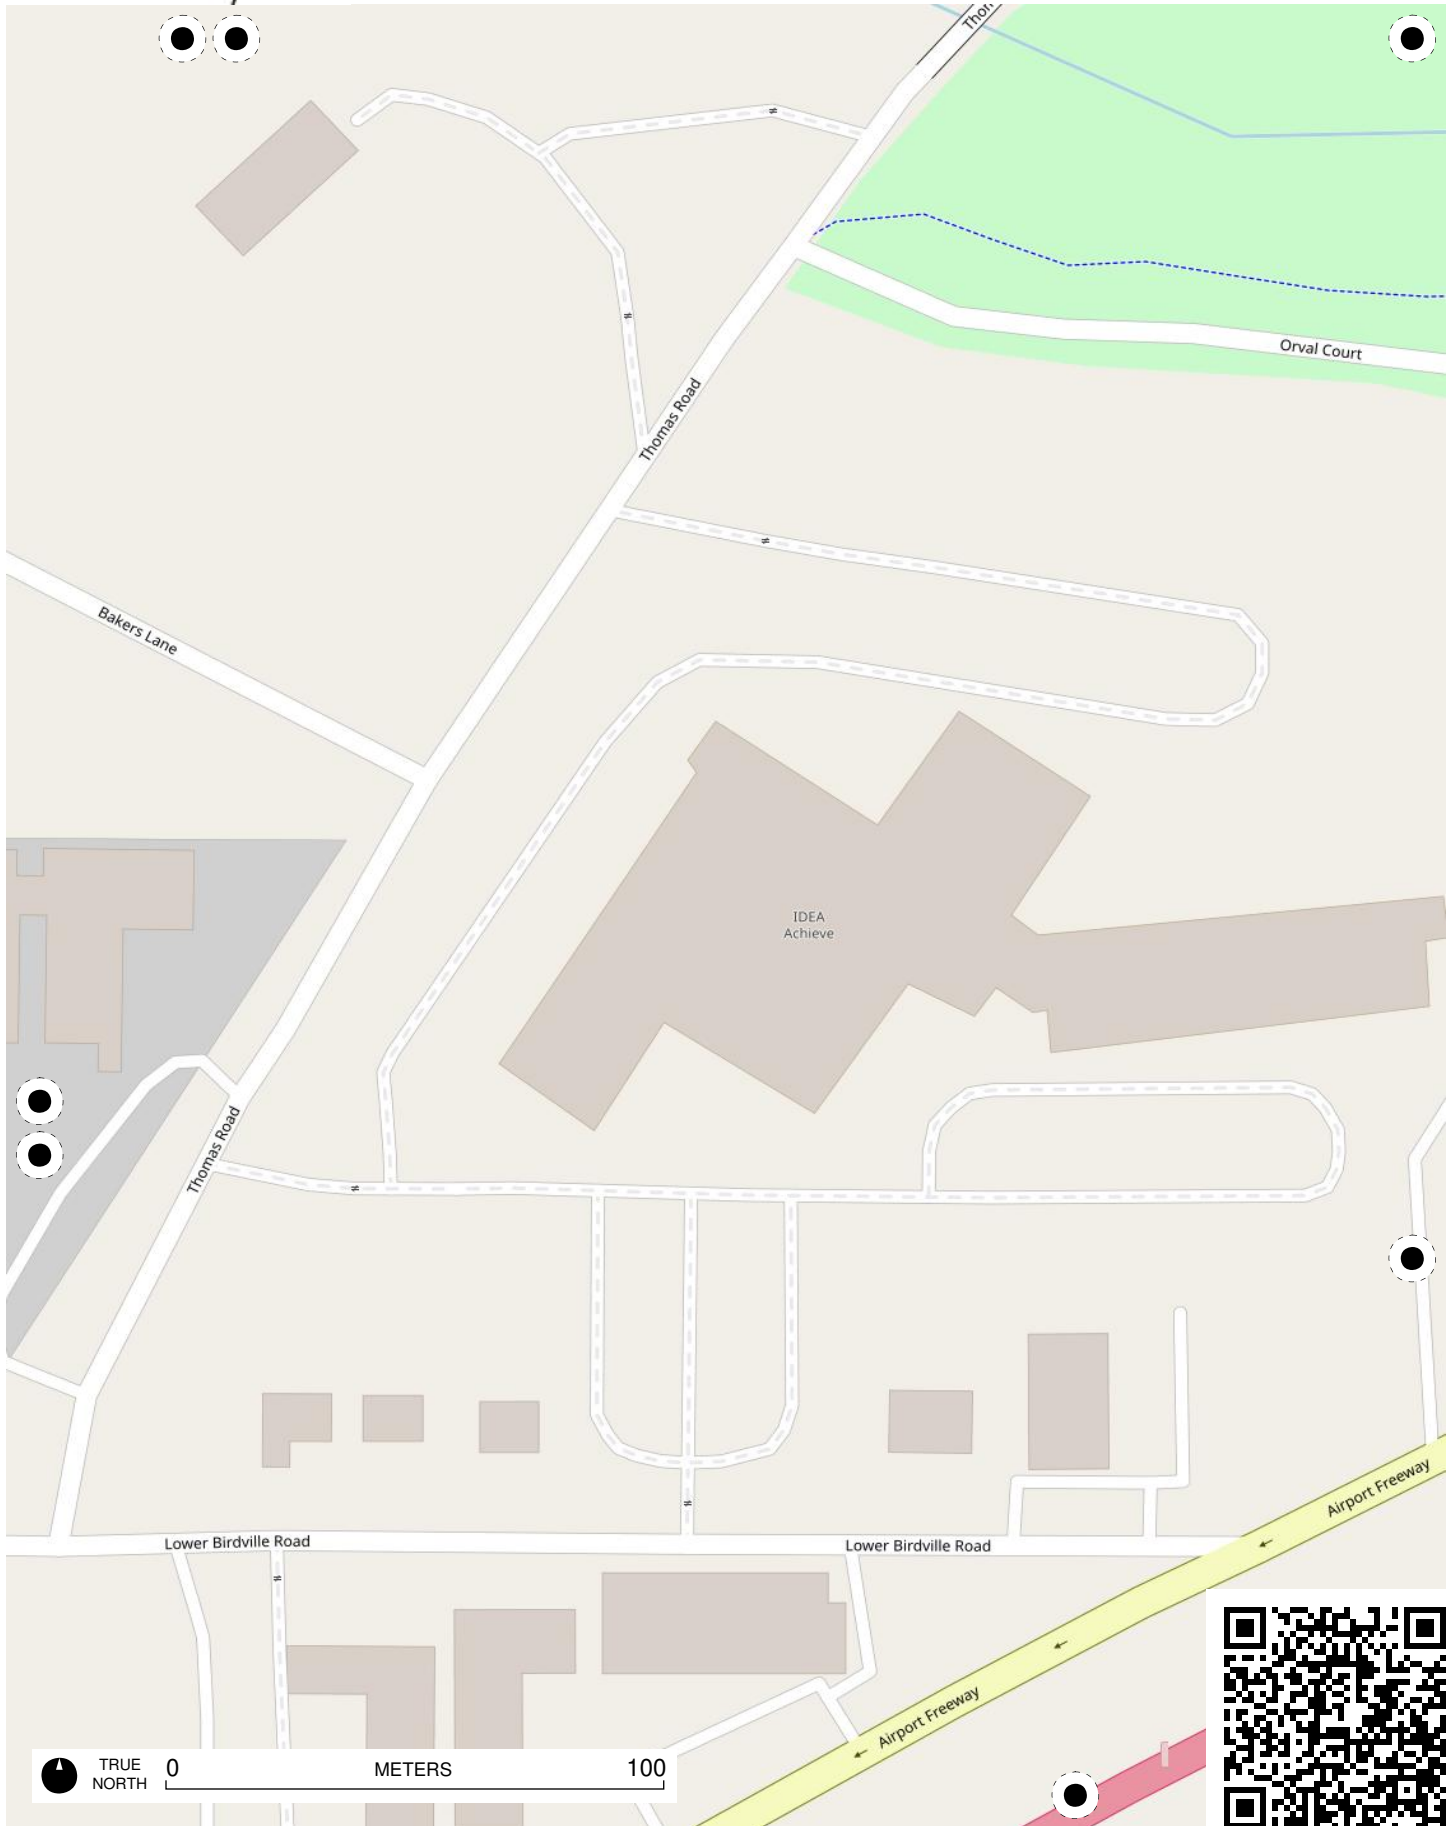 Thomas Road
Orval Court
Bakers Lane
IDEA
Achieve
Thomas Road
Airport Freeway
Lower Birdville Road
Lower Birdville Road
Airport Freeway
TRUE
NORTH
0 METERS 100